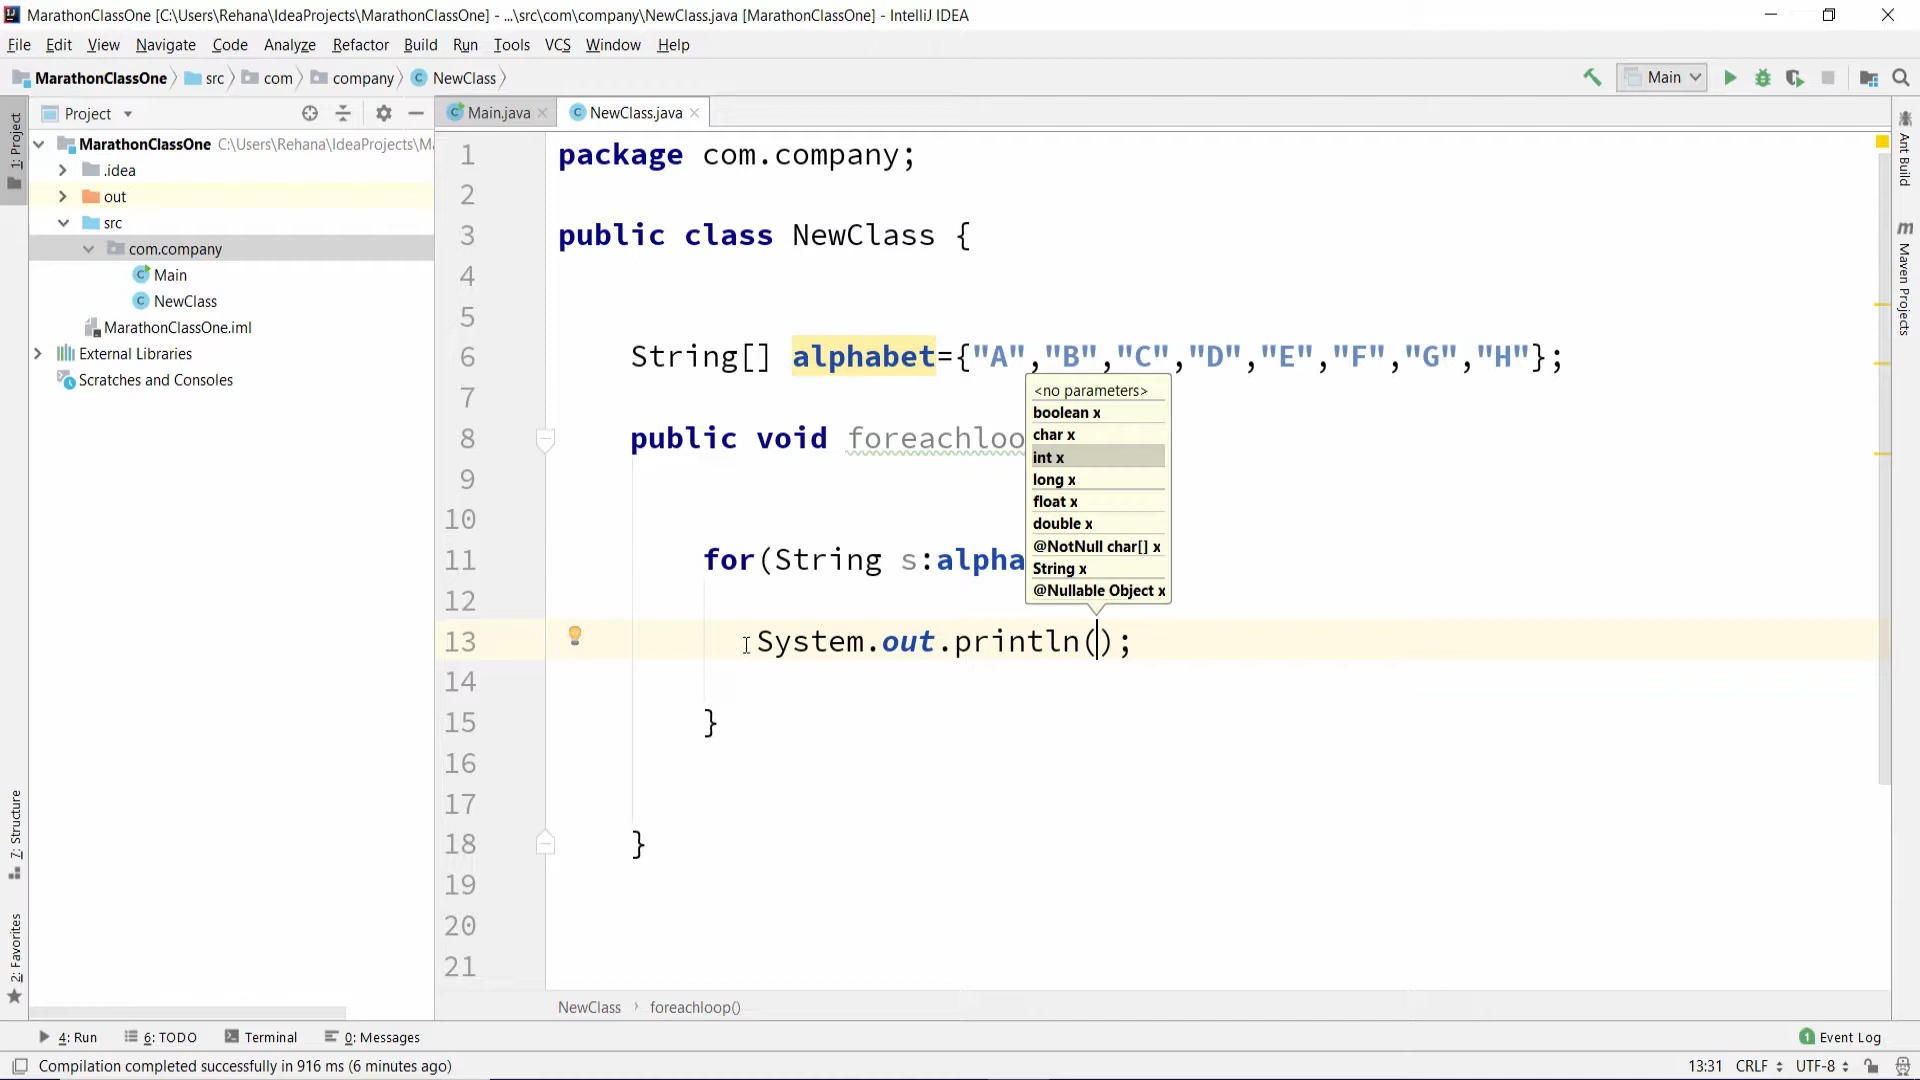 MarathonClassOne [C:\Users\Rehana\IdeaProjects\MarathonClassOne] - ...\src\com\company\NewClass.java [MarathonClassOne] - IntelliJ IDEA
File Edit View Navigate Code Analyze Refactor Build Run Tools VCS Window Help
MarathonClassOne src com company NewClass Main
Project Main.java NewClass.java
MarathonClassOne C:\Users\Rehana\IdeaProjects\M
.idea
out
src
com.company
Main
NewClass
MarathonClassOne.iml
External Libraries
Scratches and Consoles
1: Project
7: Structure
2: Favorites
1 package com.company;
2
3 public class NewClass {
4
5
6 String[] alphabet={"A","B","C","D","E","F","G","H"};
7
8 public void foreachloo
9
10
11 for(String s:alpha
12
13 System.out.println();
14
15 }
16
17
18 }
19
20
21
<no parameters>
boolean x
char x
int x
long x
float x
double x
@NotNull char[] x
String x
@Nullable Object x
Ant Build
m Maven Projects
NewClass foreachloop()
4: Run 6: TODO Terminal 0: Messages 1 Event Log
Compilation completed successfully in 916 ms (6 minutes ago) 13:31 CRLF UTF-8